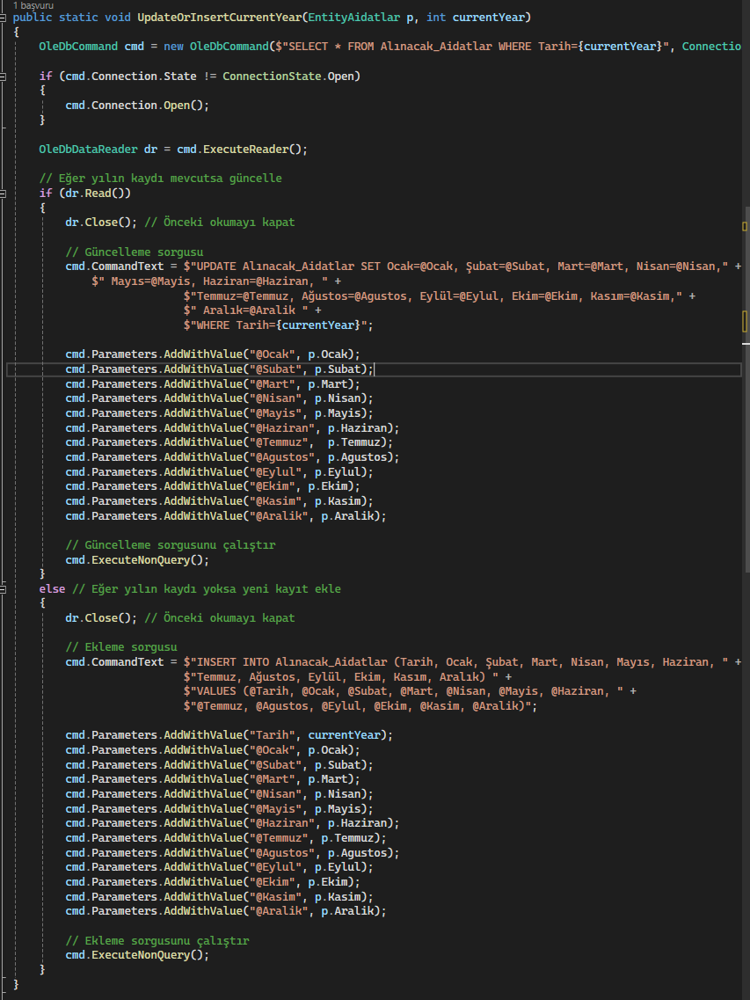 1 başvuru
public static void UpdateOrInsertCurrentYear(EntityAidatlar p, int currentYear)
{
OleDbCommand cmd = new OleDbCommand($"SELECT * FROM Alınacak_Aidatlar WHERE Tarih={currentYear}", Connectio
if (cmd.Connection.State != ConnectionState.Open)
{
cmd.Connection.Open();
}
OleDbDataReader dr = cmd.ExecuteReader();
// Eğer yılın kaydı mevcutsa güncelle
if (dr.Read())
{
dr.Close(); // Önceki okumayı kapat
// Güncelleme sorgusu
cmd.CommandText = $"UPDATE Alınacak_Aidatlar SET Ocak=@Ocak, Şubat=@Subat, Mart=@Mart, Nisan=@Nisan," +
$" Mayıs=@Mayis, Haziran=@Haziran, " +
$"Temmuz=@Temmuz, Ağustos=@Agustos, Eylül=@Eylul, Ekim=@Ekim, Kasım=@Kasim," +
$" Aralık=@Aralik " +
$"WHERE Tarih={currentYear}";
cmd.Parameters.AddWithValue("@Ocak", p.Ocak);
cmd.Parameters.AddWithValue("@Subat", p.Subat);
cmd.Parameters.AddWithValue("@Mart", p.Mart);
cmd.Parameters.AddWithValue("@Nisan", p.Nisan);
cmd.Parameters.AddWithValue("@Mayis", p.Mayis);
cmd.Parameters.AddWithValue("@Haziran", p.Haziran);
cmd.Parameters.AddWithValue("@Temmuz",  p.Temmuz);
cmd.Parameters.AddWithValue("@Agustos", p.Agustos);
cmd.Parameters.AddWithValue("@Eylul", p.Eylul);
cmd.Parameters.AddWithValue("@Ekim", p.Ekim);
cmd.Parameters.AddWithValue("@Kasim", p.Kasim);
cmd.Parameters.AddWithValue("@Aralik", p.Aralik);
// Güncelleme sorgusunu çalıştır
cmd.ExecuteNonQuery();
}
else // Eğer yılın kaydı yoksa yeni kayıt ekle
{
dr.Close(); // Önceki okumayı kapat
// Ekleme sorgusu
cmd.CommandText = $"INSERT INTO Alınacak_Aidatlar (Tarih, Ocak, Şubat, Mart, Nisan, Mayıs, Haziran, " +
$"Temmuz, Ağustos, Eylül, Ekim, Kasım, Aralık) " +
$"VALUES (@Tarih, @Ocak, @Subat, @Mart, @Nisan, @Mayis, @Haziran, " +
$"@Temmuz, @Agustos, @Eylul, @Ekim, @Kasim, @Aralik)";
cmd.Parameters.AddWithValue("Tarih", currentYear);
cmd.Parameters.AddWithValue("@Ocak", p.Ocak);
cmd.Parameters.AddWithValue("@Subat", p.Subat);
cmd.Parameters.AddWithValue("@Mart", p.Mart);
cmd.Parameters.AddWithValue("@Nisan", p.Nisan);
cmd.Parameters.AddWithValue("@Mayis", p.Mayis);
cmd.Parameters.AddWithValue("@Haziran", p.Haziran);
cmd.Parameters.AddWithValue("@Temmuz", p.Temmuz);
cmd.Parameters.AddWithValue("@Agustos", p.Agustos);
cmd.Parameters.AddWithValue("@Eylul", p.Eylul);
cmd.Parameters.AddWithValue("@Ekim", p.Ekim);
cmd.Parameters.AddWithValue("@Kasim", p.Kasim);
cmd.Parameters.AddWithValue("@Aralik", p.Aralik);
// Ekleme sorgusunu çalıştır
cmd.ExecuteNonQuery();
}
}